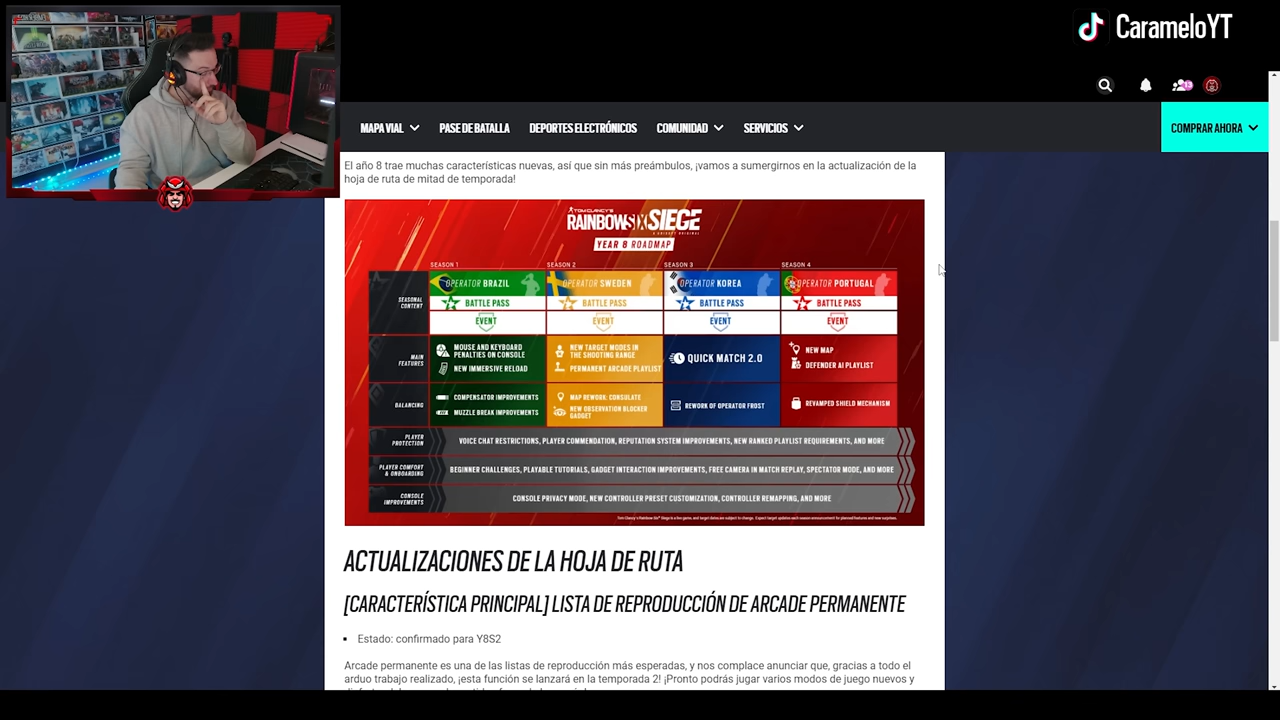 CarameloYT
MAPA VIAL
PASE DE BATALLA
DEPORTES ELECTRÓNICOS
COMUNIDAD
SERVICIOS
COMPRAR AHORA
El año 8 trae muchas características nuevas, así que sin más preámbulos, ¡vamos a sumergirnos en la actualización de la
hoja de ruta de mitad de temporada!
TOM CLANCY'S
RAINBOW SIX SIEGE
YEAR 8 ROADMAP
SEASON 1
SEASON 2
SEASON 3
SEASON 4
SEASONAL
CONTENT
OPERATOR BRAZIL
OPERATOR SWEDEN
OPERATOR KOREA
OPERATOR PORTUGAL
BATTLE PASS
BATTLE PASS
BATTLE PASS
BATTLE PASS
EVENT
EVENT
EVENT
EVENT
MAIN
FEATURES
MOUSE AND KEYBOARD
PENALTIES ON CONSOLE
NEW IMMERSIVE RELOAD
NEW TARGET MODES IN
THE SHOOTING RANGE
PERMANENT ARCADE PLAYLIST
QUICK MATCH 2.0
NEW MAP
DEFENDER AI PLAYLIST
BALANCING
COMPENSATOR IMPROVEMENTS
MUZZLE BREAK IMPROVEMENTS
MAP REWORK: CONSULATE
NEW OBSERVATION BLOCKER
GADGET
REWORK OF OPERATOR FROST
REVAMPED SHIELD MECHANISM
PLAYER
PROTECTION
VOICE CHAT RESTRICTIONS, PLAYER COMMENDATION, REPUTATION SYSTEM IMPROVEMENTS, NEW RANKED PLAYLIST REQUIREMENTS, AND MORE
PLAYER COMFORT
& ONBOARDING
BEGINNER CHALLENGES, PLAYABLE TUTORIALS, GADGET INTERACTION IMPROVEMENTS, FREE CAMERA IN MATCH REPLAY, SPECTATOR MODE, AND MORE
CONSOLE
IMPROVEMENTS
CONSOLE PRIVACY MODE, NEW CONTROLLER PRESET CUSTOMIZATION, CONTROLLER REMAPPING, AND MORE
ACTUALIZACIONES DE LA HOJA DE RUTA
[CARACTERÍSTICA PRINCIPAL] LISTA DE REPRODUCCIÓN DE ARCADE PERMANENTE
Estado: confirmado para Y8S2
Arcade permanente es una de las listas de reproducción más esperadas, y nos complace anunciar que, gracias a todo el
arduo trabajo realizado, ¡esta función se lanzará en la temporada 2! ¡Pronto podrás jugar varios modos de juego nuevos y